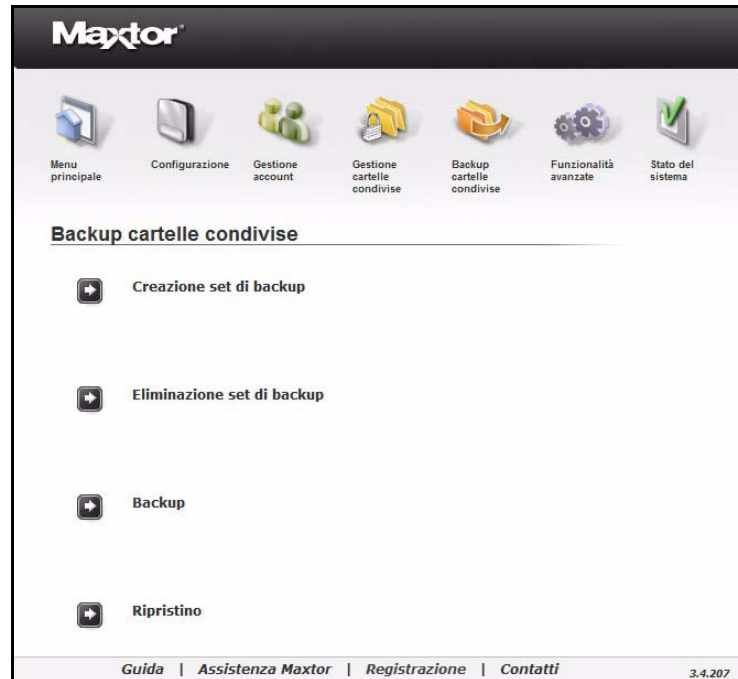 Maxtor
Menu principale
Configurazione
Gestione account
Gestione cartelle condivise
Backup cartelle condivise
Funzionalità avanzate
Stato del sistema
Backup cartelle condivise
Creazione set di backup
Eliminazione set di backup
Backup
Ripristino
Guida | Assistenza Maxtor | Registrazione | Contatti
3.4.207